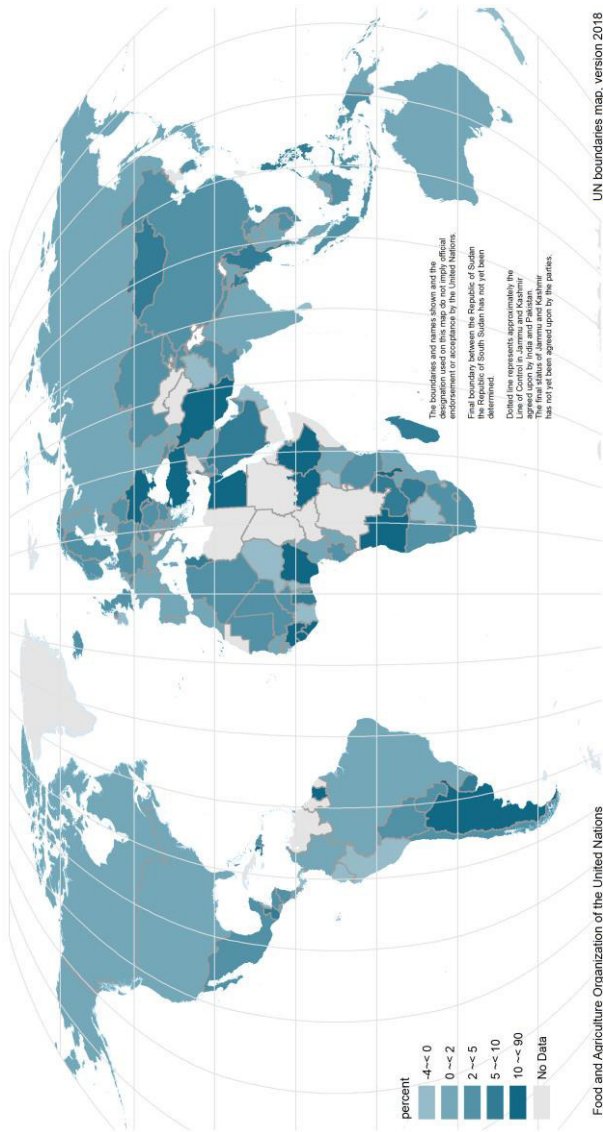 percent
-4~< 0
0 ~< 2
2 ~< 5
5 ~< 10
10 ~< 90
No Data
The boundaries and names shown and the
designation used on this map do not imply official
endorsement or acceptance by the United Nations.
Final boundary between the Republic of Sudan
the Republic of South Sudan has not yet been
determined.
Dotted line represents approximately the
Line of Control in Jammu and Kashmir
agreed upon by India and Pakistan.
The final status of Jammu and Kashmir
has not yet been agreed upon by the parties.
Food and Agriculture Organization of the United Nations
UN boundaries map, version 2018